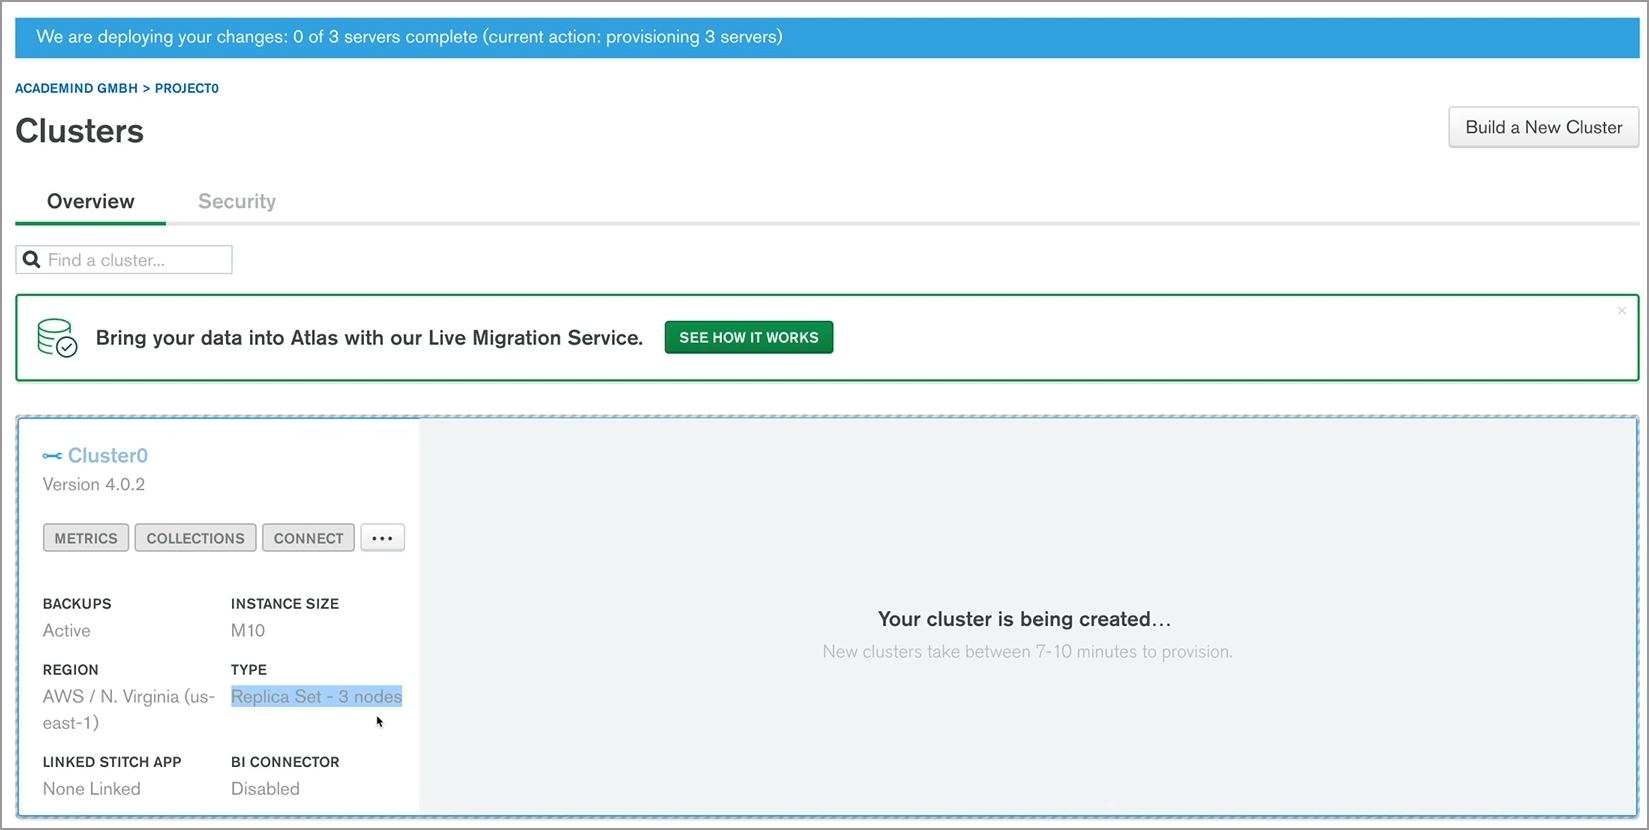 We are deploying your changes: 0 of 3 servers complete (current action: provisioning 3 servers)
ACADEMIND GMBH > PROJECT0
Clusters
Build a New Cluster
Overview
Security
Find a cluster...
Bring your data into Atlas with our Live Migration Service.
SEE HOW IT WORKS
Cluster0
Version 4.0.2
METRICS
COLLECTIONS
CONNECT
...
BACKUPS
Active
INSTANCE SIZE
M10
REGION
AWS / N. Virginia (us-
east-1)
TYPE
Replica Set - 3 nodes
LINKED STITCH APP
None Linked
BI CONNECTOR
Disabled
Your cluster is being created...
New clusters take between 7-10 minutes to provision.